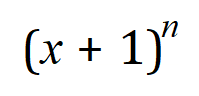 (x + 1)ⁿ